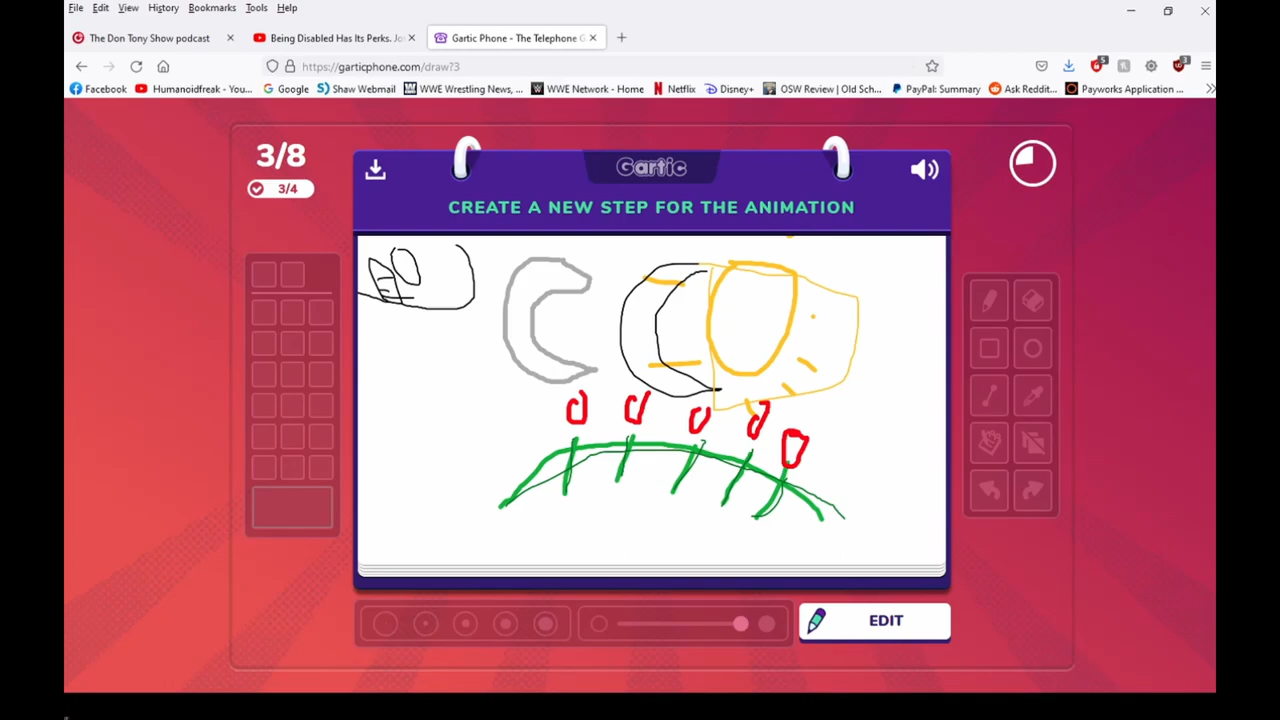 File Edit View History Bookmarks Tools Help
The Don Tony Show podcast
Being Disabled Has Its Perks. Jo
Gartic Phone - The Telephone G
https://garticphone.com/draw?3
5
3
Facebook
Humanoidfreak - You...
Google
Shaw Webmail
WWE Wrestling News, ...
WWE Network - Home
Netflix
Disney+
OSW Review | Old Sch...
PayPal: Summary
Ask Reddit...
Payworks Application ...
3/8
3/4
Gartic
CREATE A NEW STEP FOR THE ANIMATION
EDIT